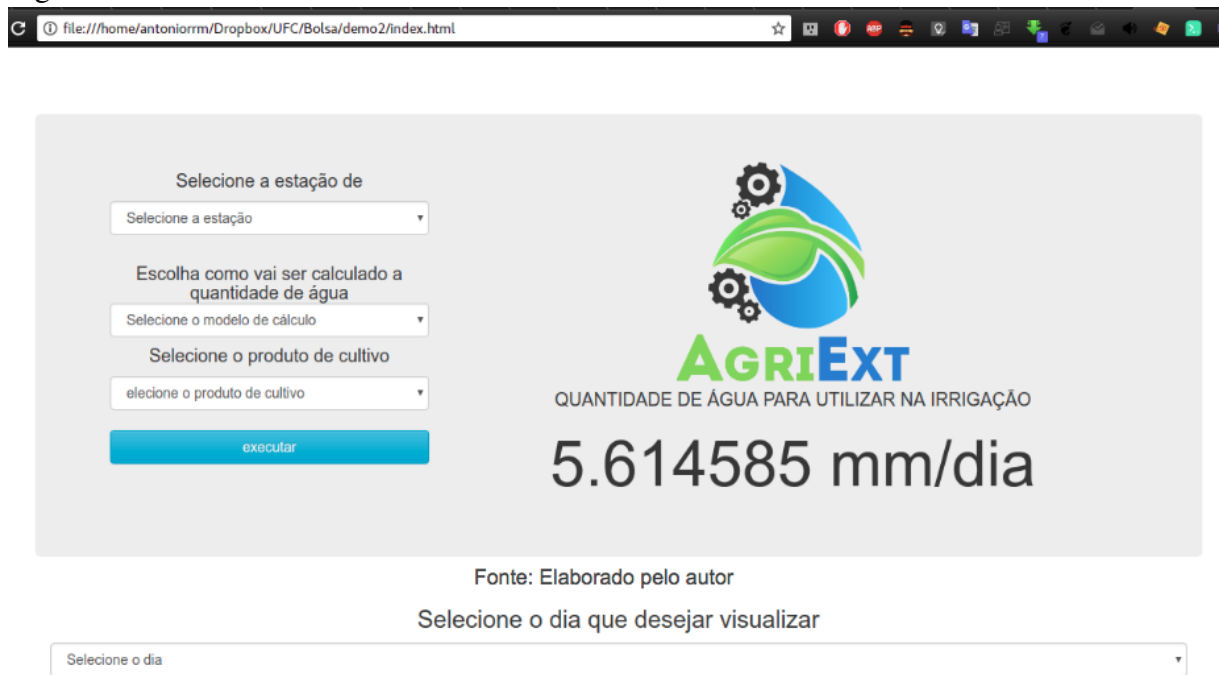 file:///home/antoniorrm/Dropbox/UFC/Bolsa/demo2/index.html
ABP
Selecione a estação de
Selecione a estação
Escolha como vai ser calculado a
quantidade de água
Selecione o modelo de cálculo
Selecione o produto de cultivo
elecione o produto de cultivo
executar
AGRIEXT
QUANTIDADE DE ÁGUA PARA UTILIZAR NA IRRIGAÇÃO
5.614585 mm/dia
Fonte: Elaborado pelo autor
Selecione o dia que desejar visualizar
Selecione o dia